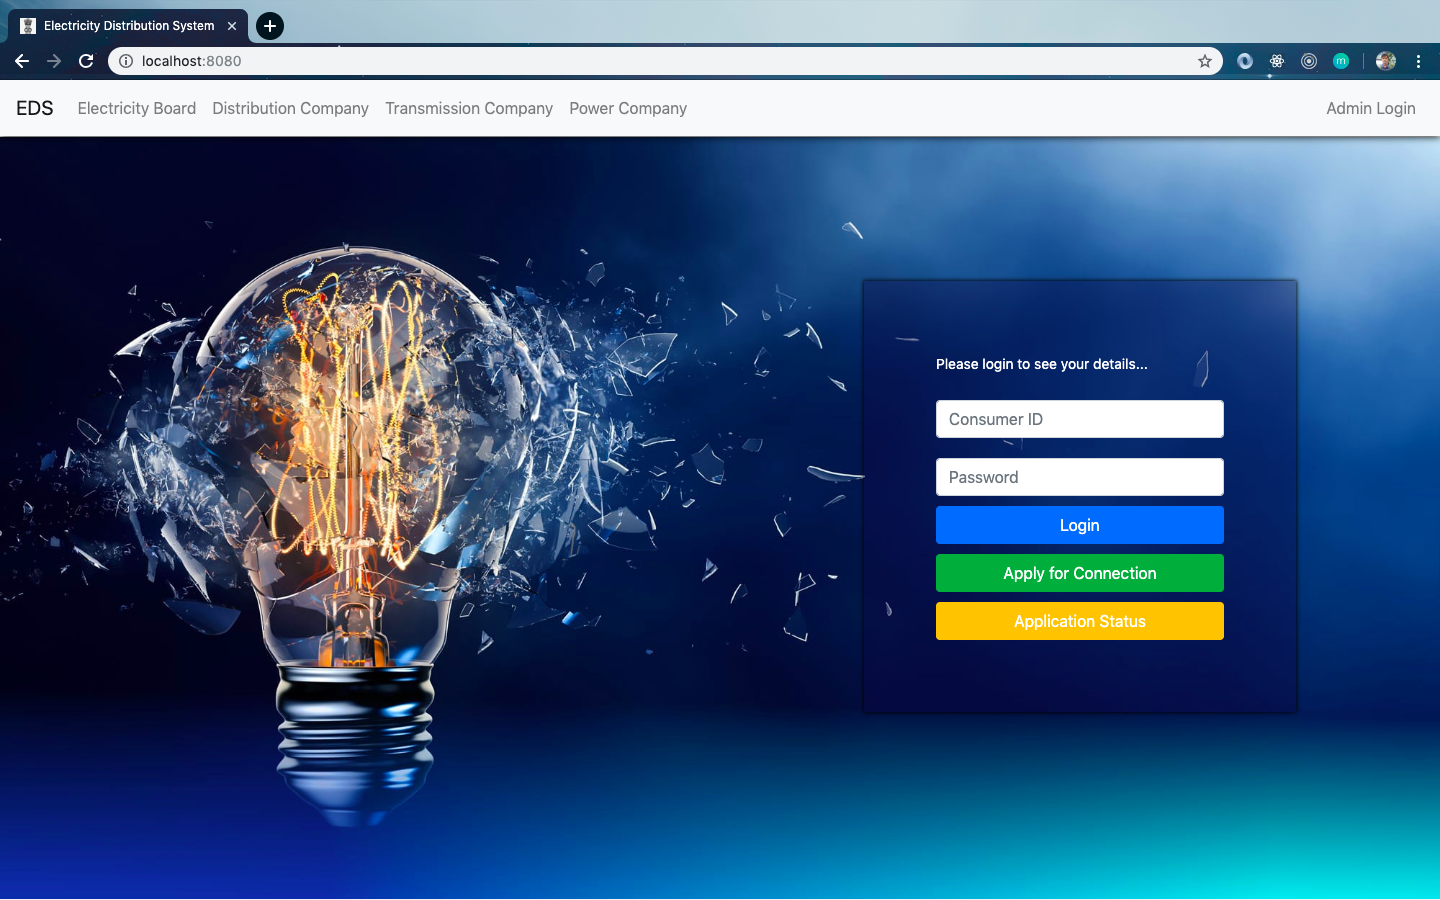 Electricity Distribution System
localhost:8080
EDS Electricity Board Distribution Company Transmission Company Power Company Admin Login
Please login to see your details...
Consumer ID
Password
Login
Apply for Connection
Application Status